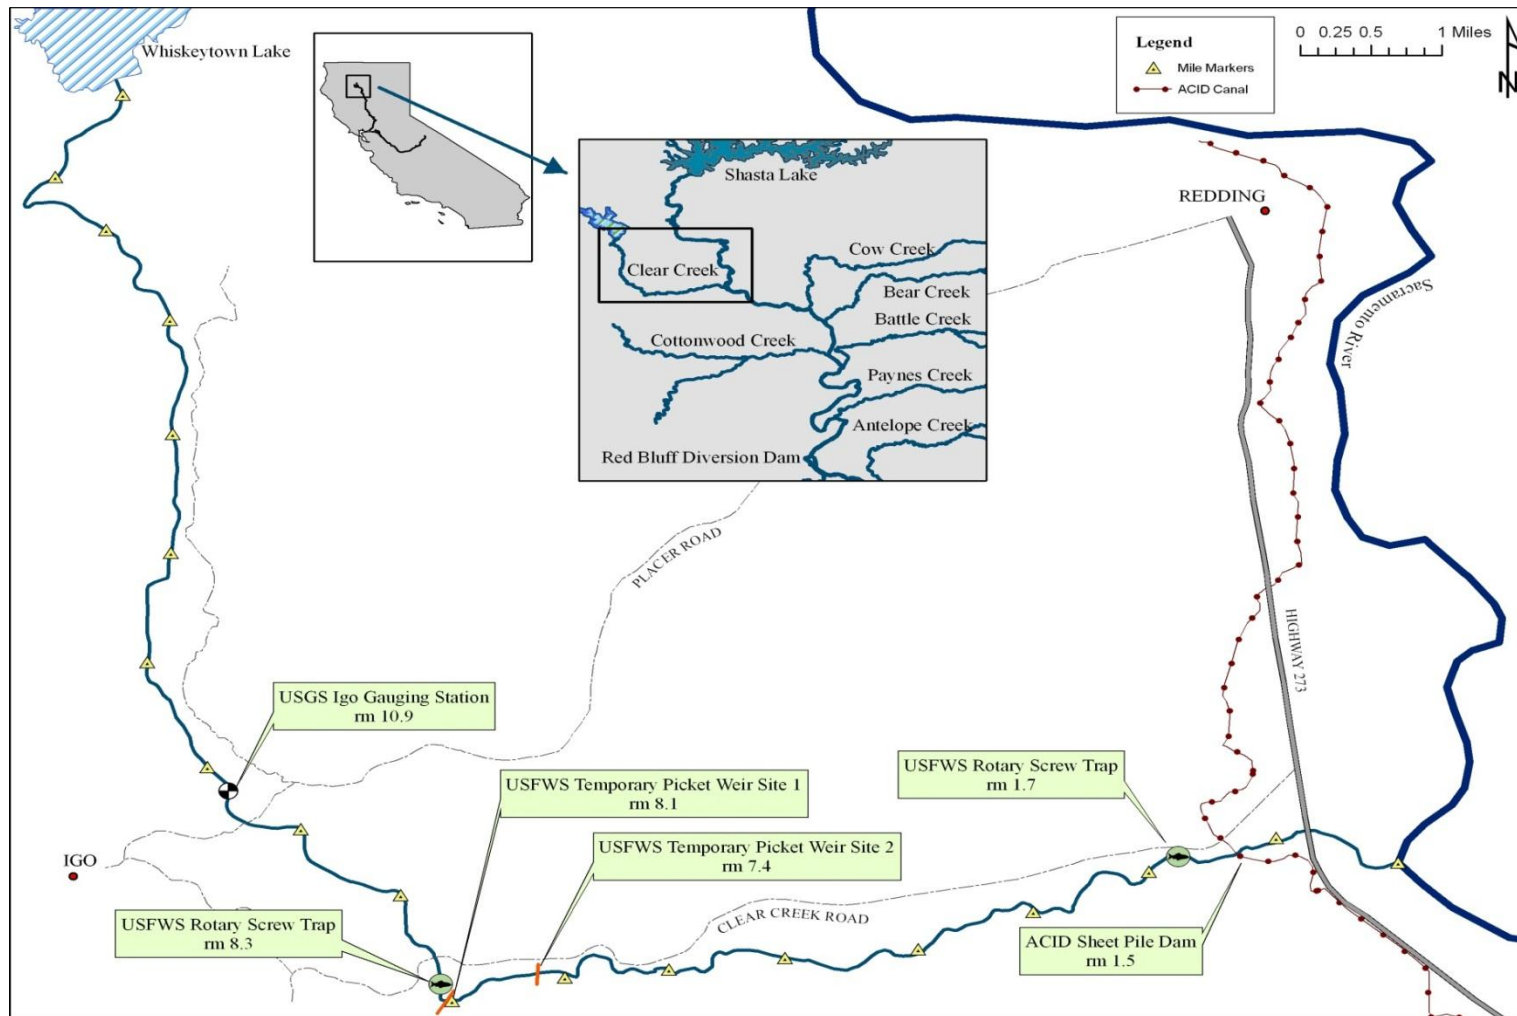 Whiskeytown Lake
Legend
Mile Markers
ACID Canal
0 0.25 0.5 1 Miles
N
Shasta Lake
Clear Creek
Cow Creek
Bear Creek
Battle Creek
Cottonwood Creek
Paynes Creek
Antelope Creek
Red Bluff Diversion Dam
REDDING
Sacramento River
PLACER ROAD
HIGHWAY 273
USGS Igo Gauging Station
rm 10.9
USFWS Temporary Picket Weir Site 1
rm 8.1
USFWS Rotary Screw Trap
rm 1.7
USFWS Temporary Picket Weir Site 2
rm 7.4
IGO
CLEAR CREEK ROAD
USFWS Rotary Screw Trap
rm 8.3
ACID Sheet Pile Dam
rm 1.5